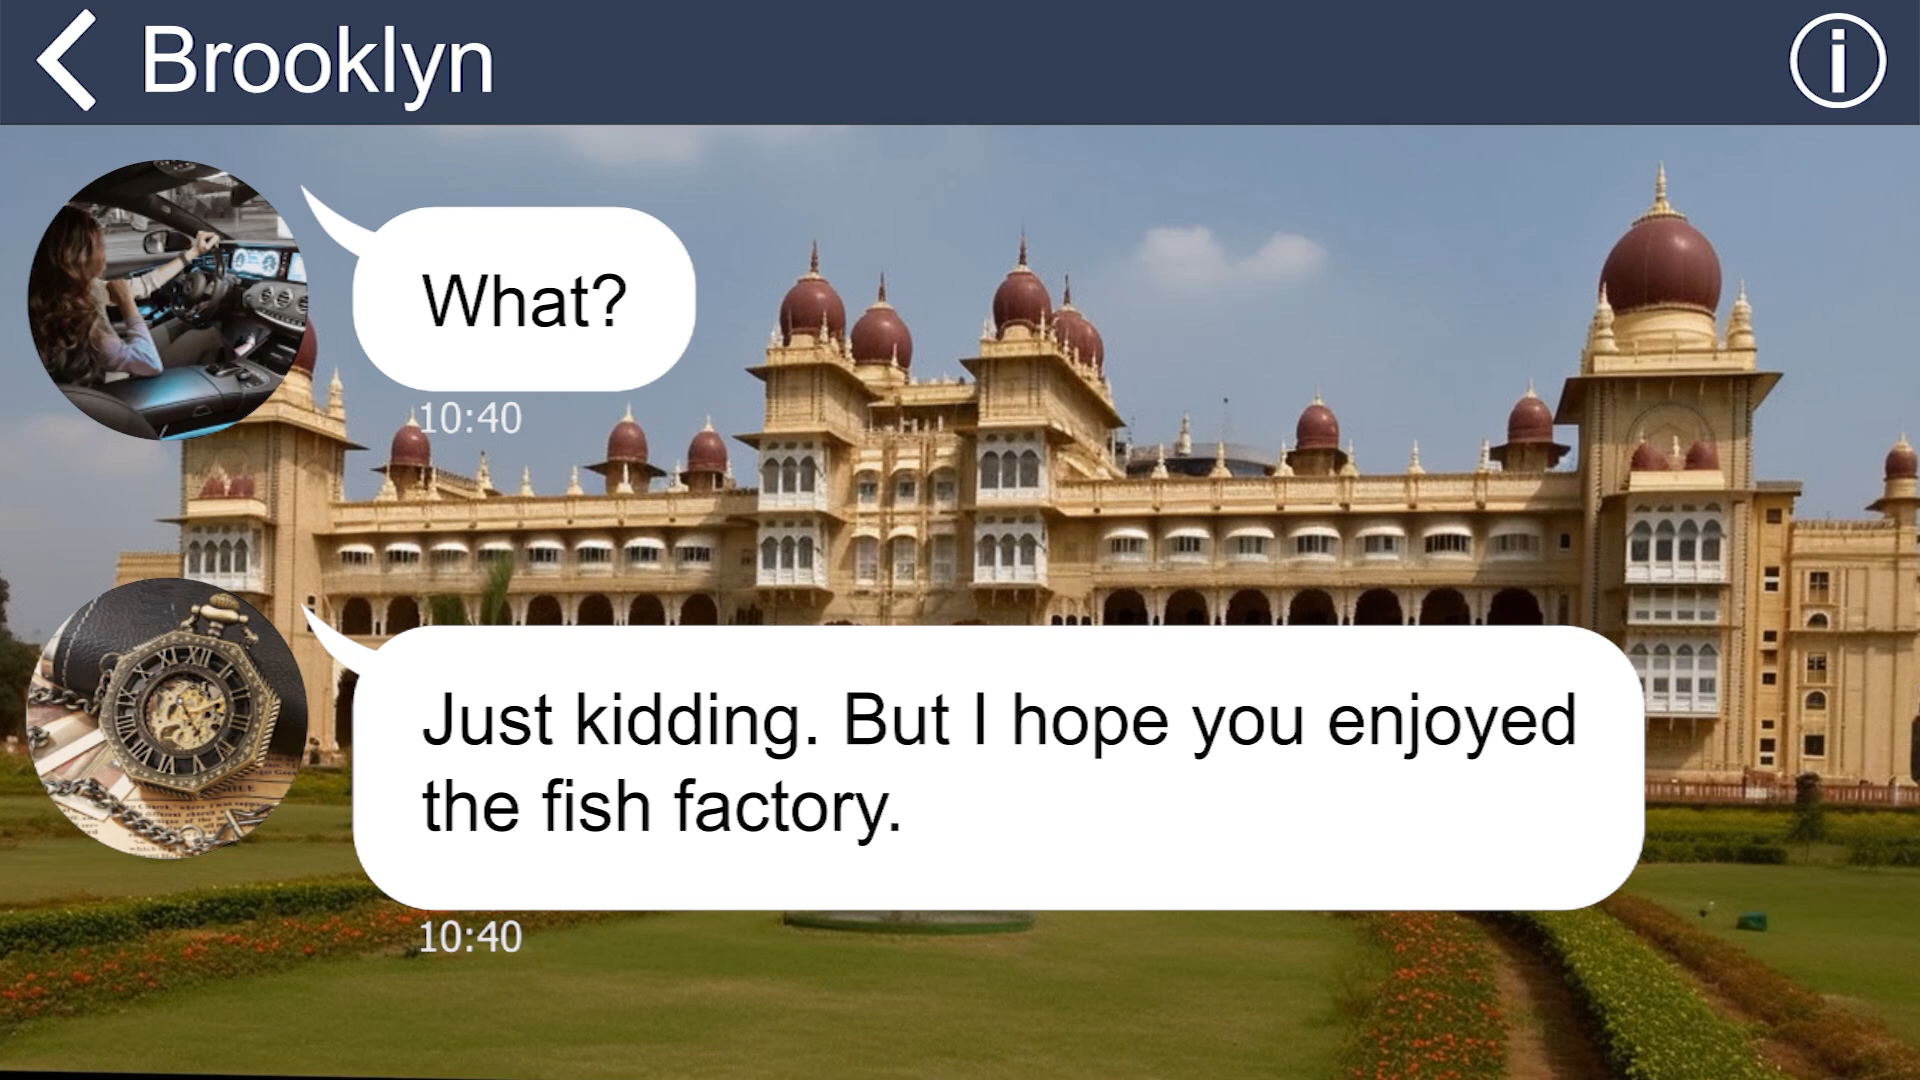 Brooklyn
What?
10:40
Just kidding. But I hope you enjoyed
the fish factory.
10:40